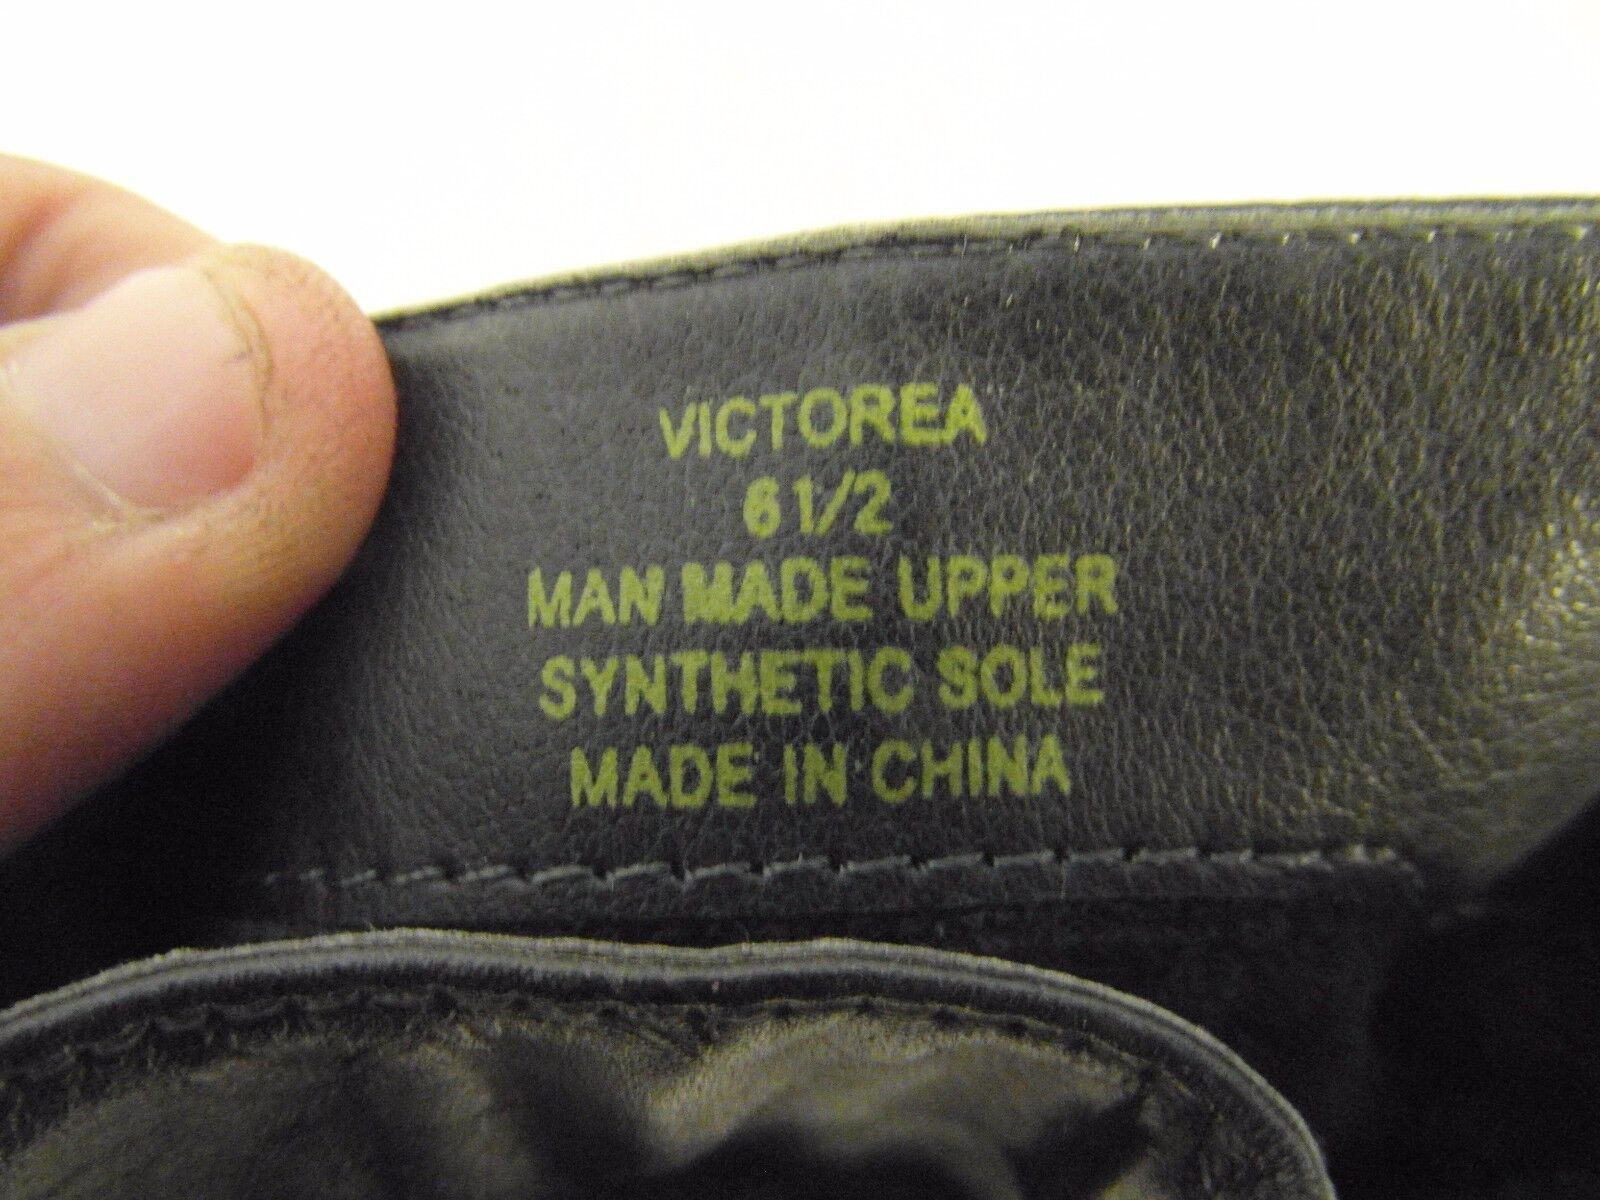 VICTOREA
6 1/2
MAN MADE UPPER
SYNTHETIC SOLE
MADE IN CHINA